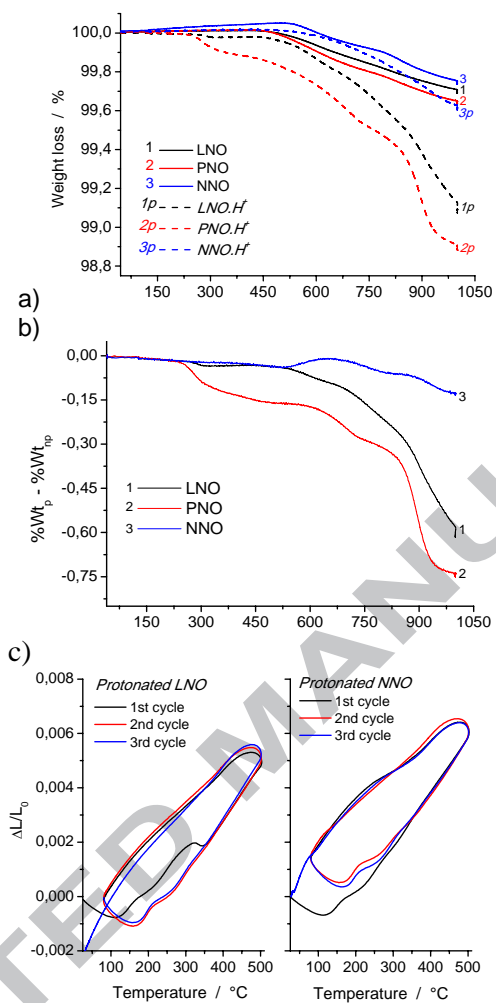 100,0
99,8
99,6
99,4
99,2
99,0
98,8
Weight loss / %
1 LNO
2 PNO
3 NNO
1p LNO.H⁺
2p PNO.H⁺
3p NNO.H⁺
3
1
2
3p
1p
2p
150 300 450 600 750 900 1050
a)
b)
0,00
-0,15
-0,30
-0,45
-0,60
-0,75
%Wtₚ - %Wtₙₚ
1 LNO
2 PNO
3 NNO
3
1
2
150 300 450 600 750 900 1050
c)
0,008
0,006
0,004
0,002
0,000
-0,002
ΔL/L₀
Protonated LNO
1st cycle
2nd cycle
3rd cycle
100 200 300 400 500
Temperature / °C
Protonated NNO
1st cycle
2nd cycle
3rd cycle
100 200 300 400 500
Temperature / °C
TED MANU